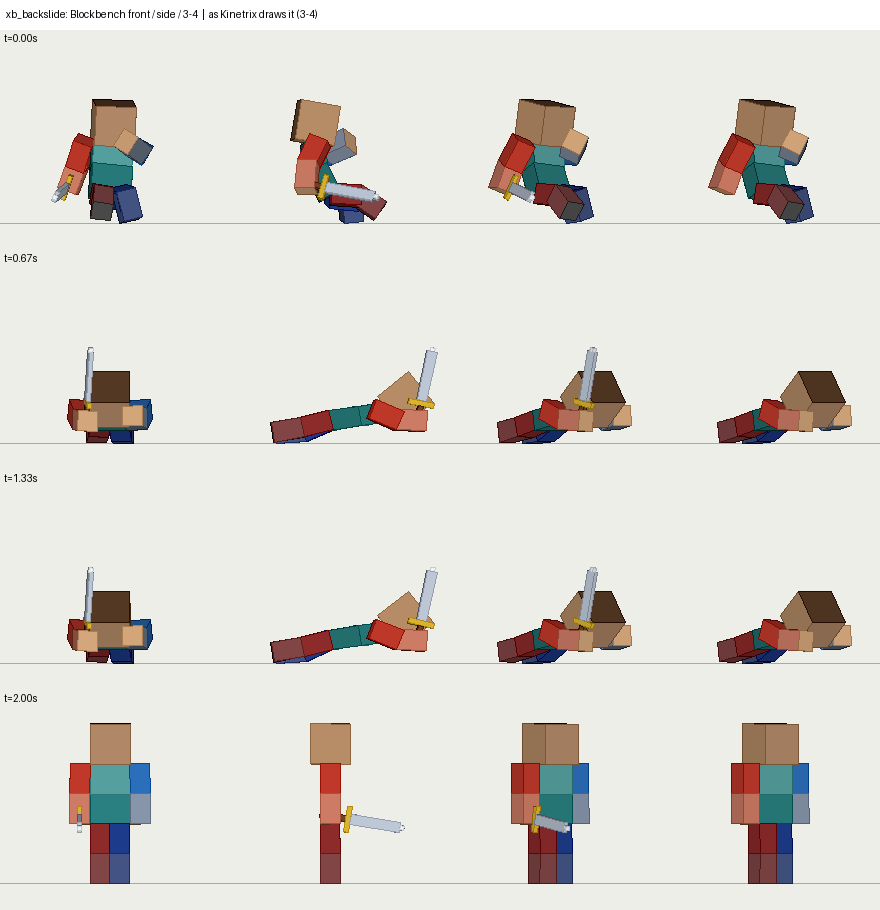 xb_backslide: Blockbench front / side / 3-4 | as Kinetrix draws it (3-4)
t=0.00s
t=0.67s
t=1.33s
t=2.00s